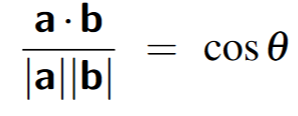 a · b / |a||b| = cos θ